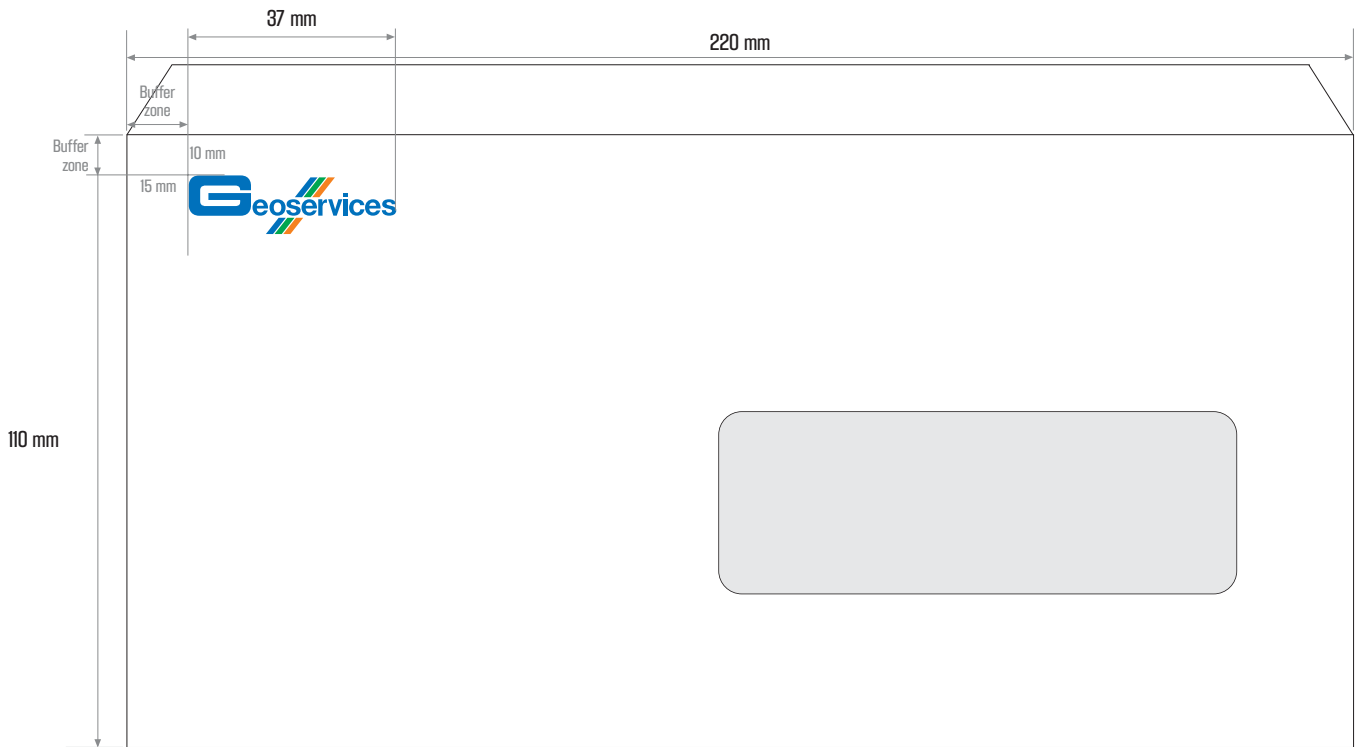 37 mm
220 mm
Buffer
zone
Buffer
zone
10 mm
15 mm
Geoservices
110 mm